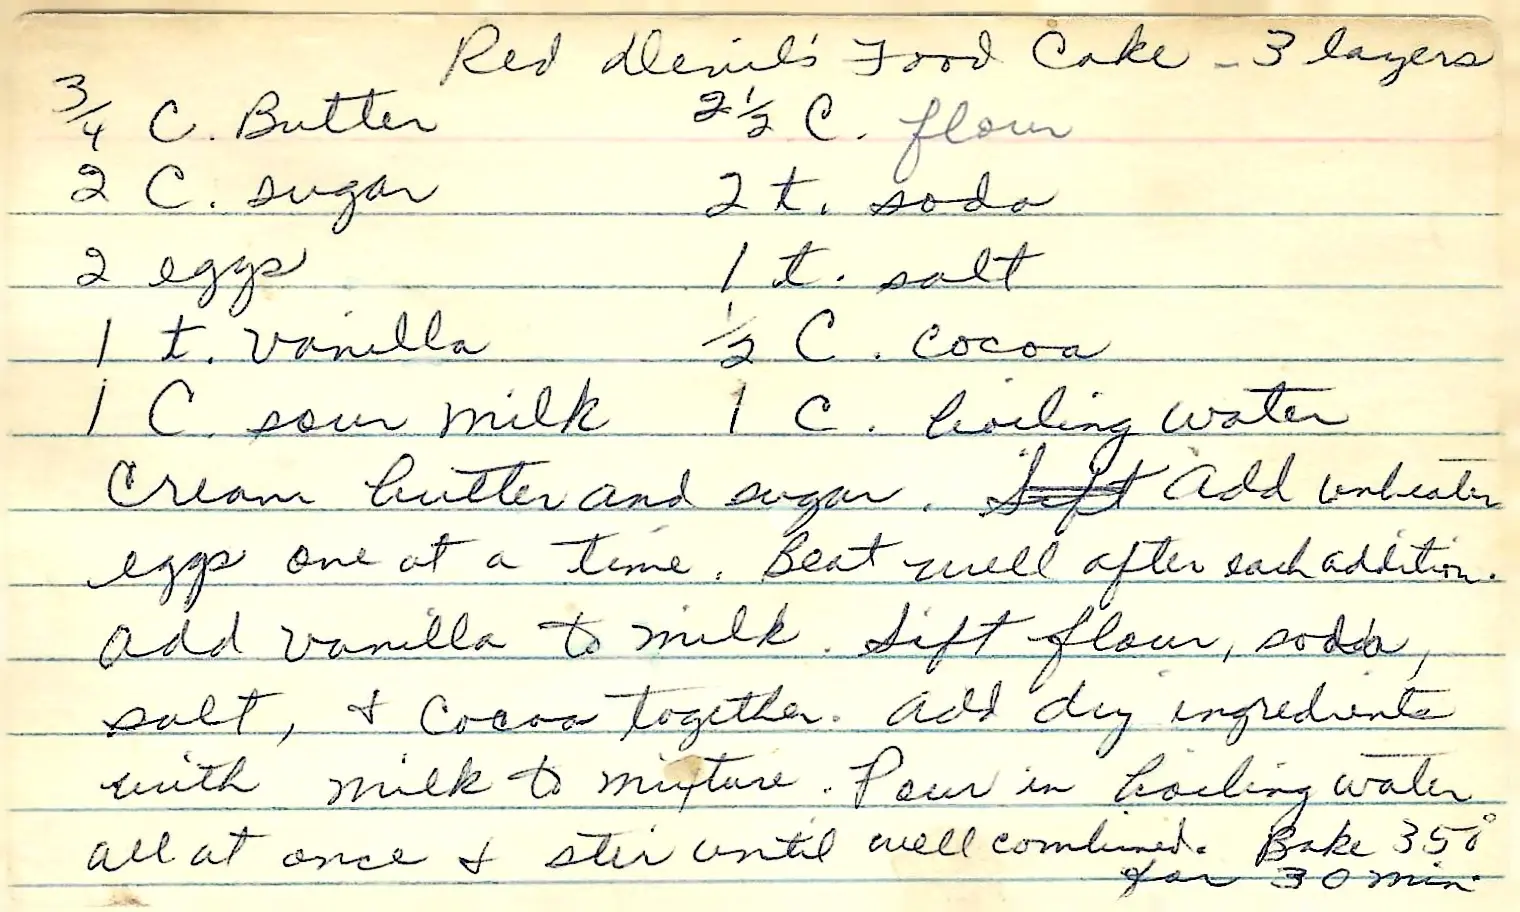 Red Devil's Food Cake - 3 layers
3/4 C. Butter 2 1/2 C. flour
2 C. sugar 2 t. soda
2 eggs 1 t. salt
1 t. vanilla 1/2 C. cocoa
1 C. sour milk 1 C. boiling water
Cream butter and sugar. Sift Add unbeaten
eggs one at a time. Beat well after each addition.
Add vanilla to milk. Sift flour, soda,
salt, & Cocoa together. Add dry ingredients
with milk to mixture. Pour in boiling water
all at once & stir until well combined. Bake 350°
for 30 min.